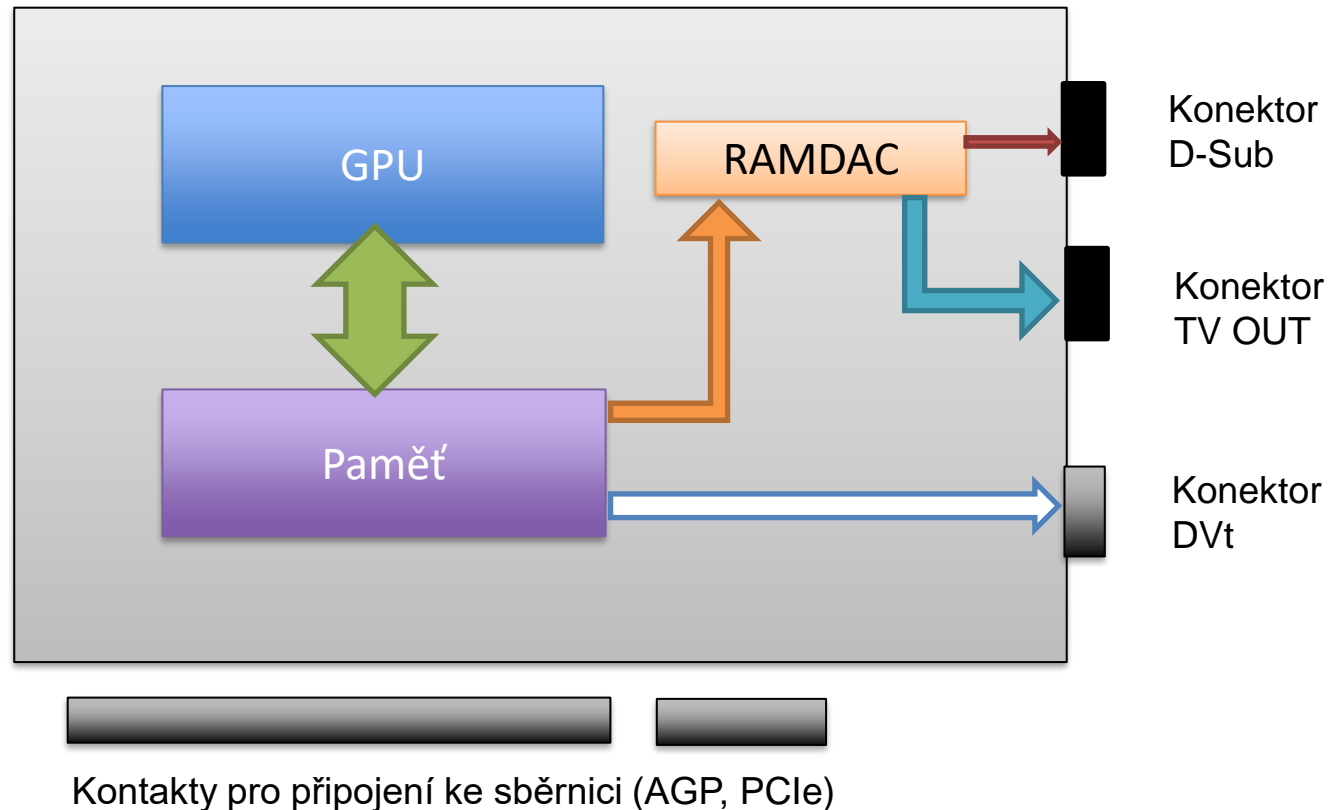 GPU
RAMDAC
Konektor
D-Sub
Konektor
TV OUT
Paměť
Konektor
DVt
Kontakty pro připojení ke sběrnici (AGP, PCIe)